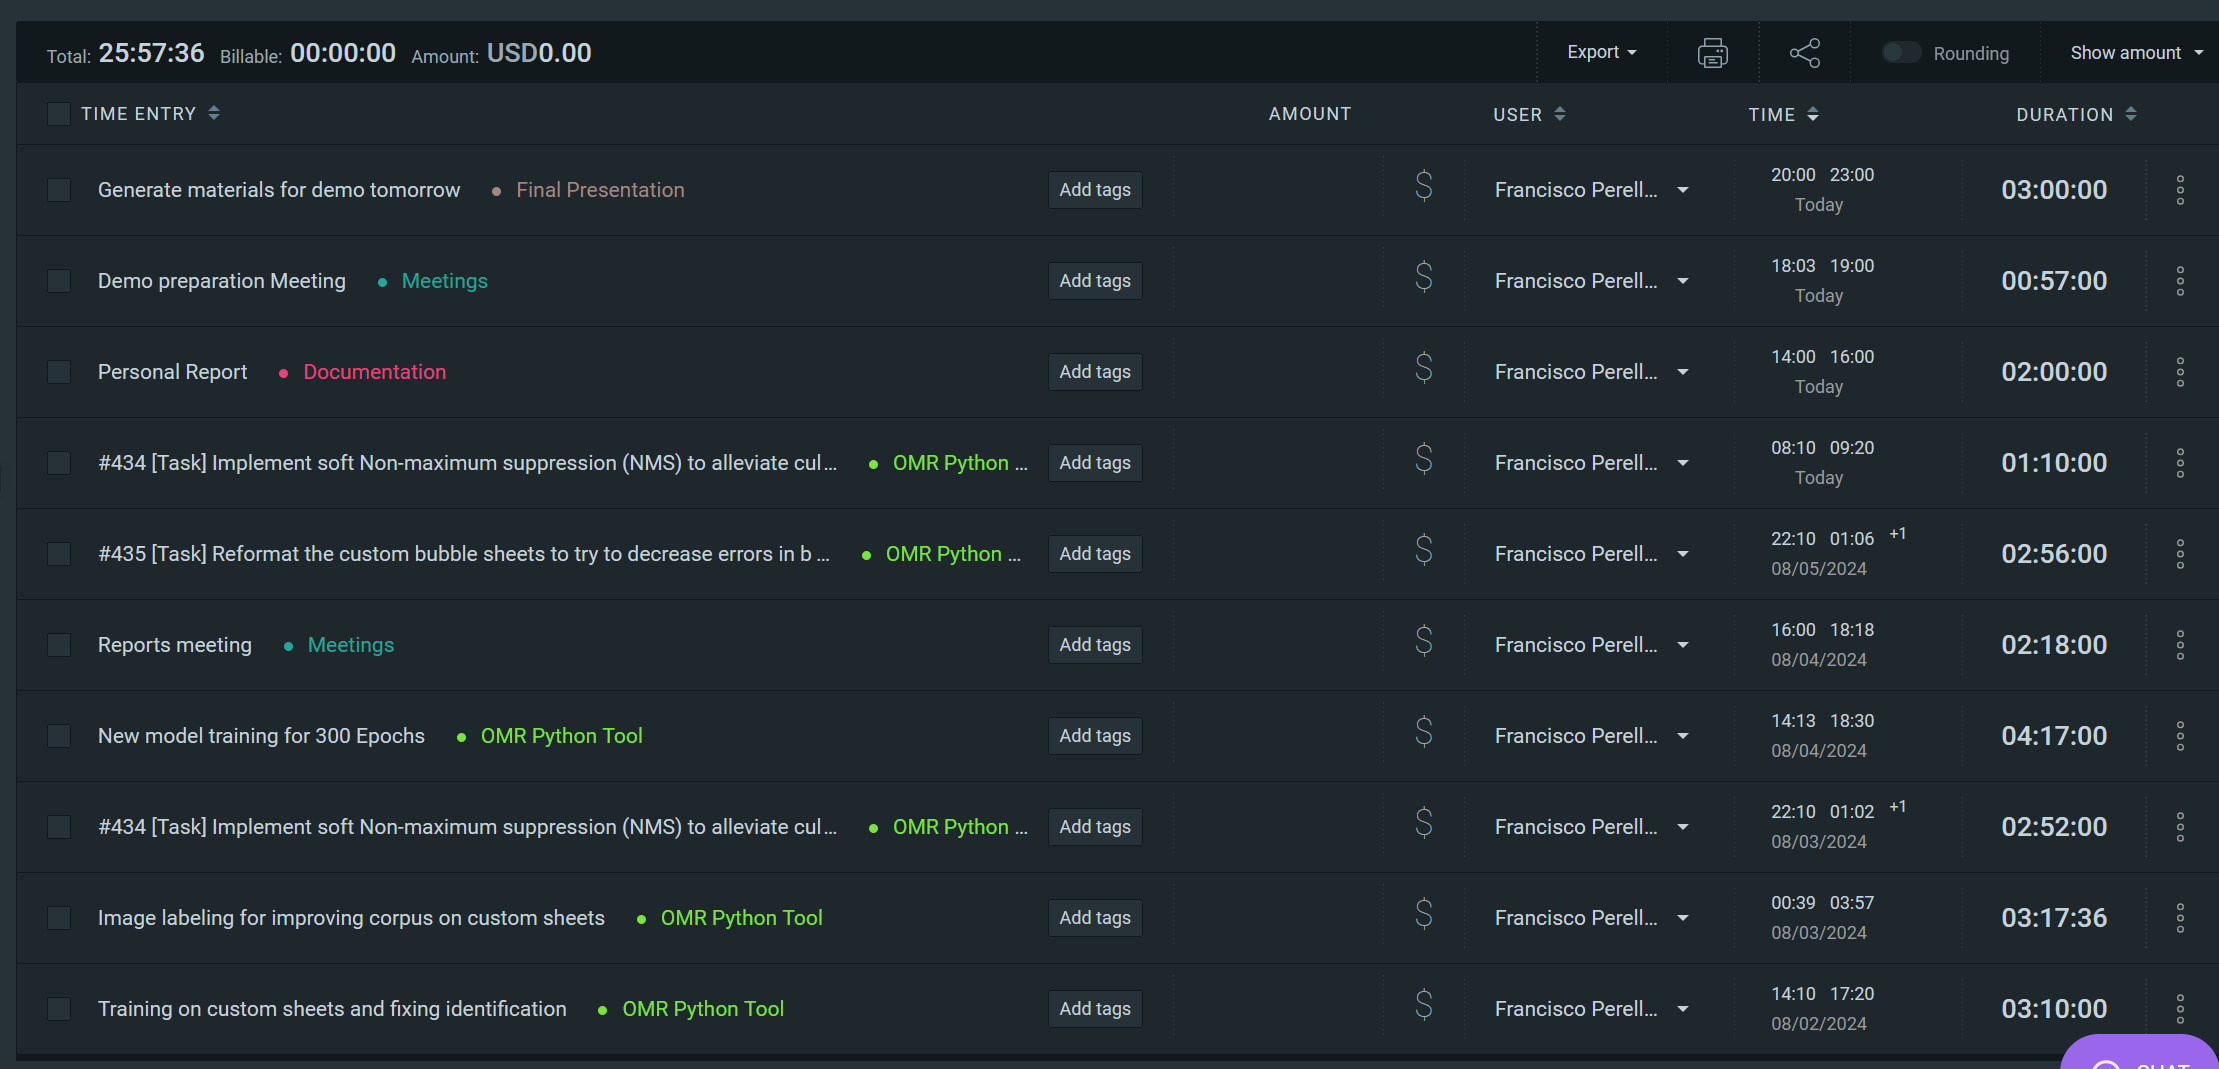 Total: 25:57:36 Billable: 00:00:00 Amount: USD0.00 Export Rounding Show amount
TIME ENTRY AMOUNT USER TIME DURATION
Generate materials for demo tomorrow • Final Presentation Add tags $ Francisco Perell... 20:00 23:00 03:00:00
Today
Demo preparation Meeting • Meetings Add tags $ Francisco Perell... 18:03 19:00 00:57:00
Today
Personal Report • Documentation Add tags $ Francisco Perell... 14:00 16:00 02:00:00
Today
#434 [Task] Implement soft Non-maximum suppression (NMS) to alleviate cul... • OMR Python ... Add tags $ Francisco Perell... 08:10 09:20 01:10:00
Today
#435 [Task] Reformat the custom bubble sheets to try to decrease errors in b ... • OMR Python ... Add tags $ Francisco Perell... 22:10 01:06 +1 02:56:00
08/05/2024
Reports meeting • Meetings Add tags $ Francisco Perell... 16:00 18:18 02:18:00
08/04/2024
New model training for 300 Epochs • OMR Python Tool Add tags $ Francisco Perell... 14:13 18:30 04:17:00
08/04/2024
#434 [Task] Implement soft Non-maximum suppression (NMS) to alleviate cul... • OMR Python ... Add tags $ Francisco Perell... 22:10 01:02 +1 02:52:00
08/03/2024
Image labeling for improving corpus on custom sheets • OMR Python Tool Add tags $ Francisco Perell... 00:39 03:57 03:17:36
08/03/2024
Training on custom sheets and fixing identification • OMR Python Tool Add tags $ Francisco Perell... 14:10 17:20 03:10:00
08/02/2024
CHAT